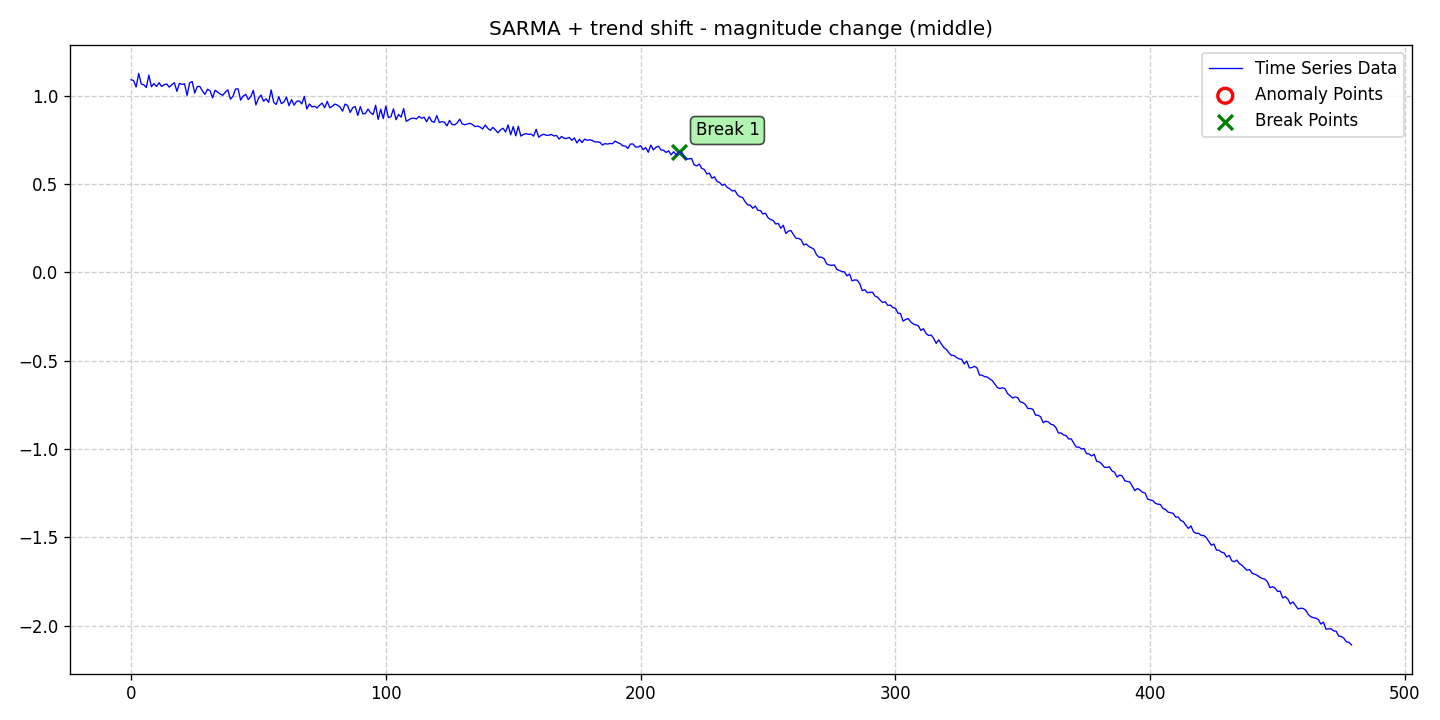 SARMA + trend shift - magnitude change (middle)
Time Series Data
Anomaly Points
Break Points
Break 1
1.0
0.5
0.0
−0.5
−1.0
−1.5
−2.0
0
100
200
300
400
500